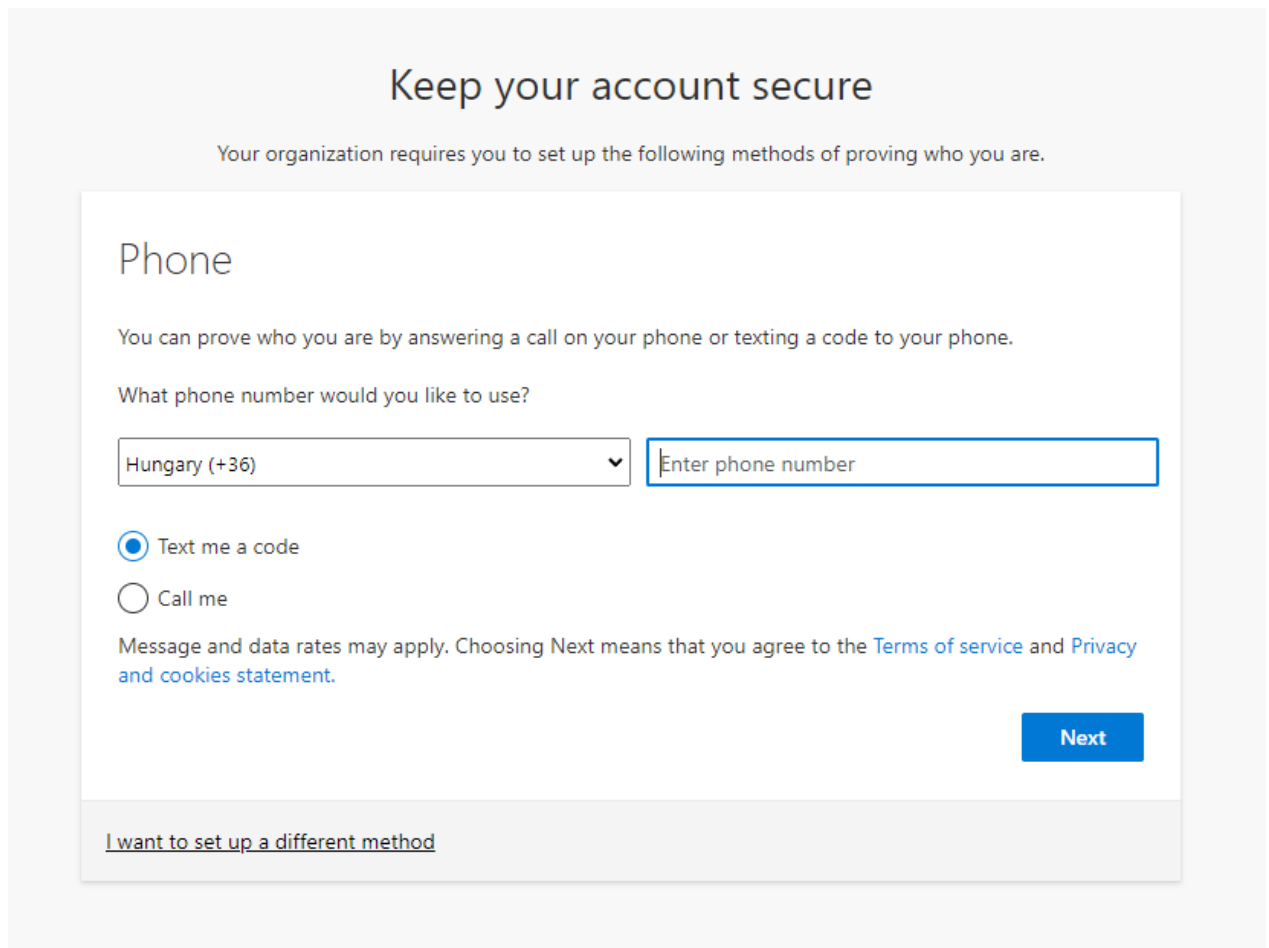 Keep your account secure
Your organization requires you to set up the following methods of proving who you are.
Phone
You can prove who you are by answering a call on your phone or texting a code to your phone.
What phone number would you like to use?
Hungary (+36)
Enter phone number
Text me a code
Call me
Message and data rates may apply. Choosing Next means that you agree to the Terms of service and Privacy
and cookies statement.
Next
I want to set up a different method